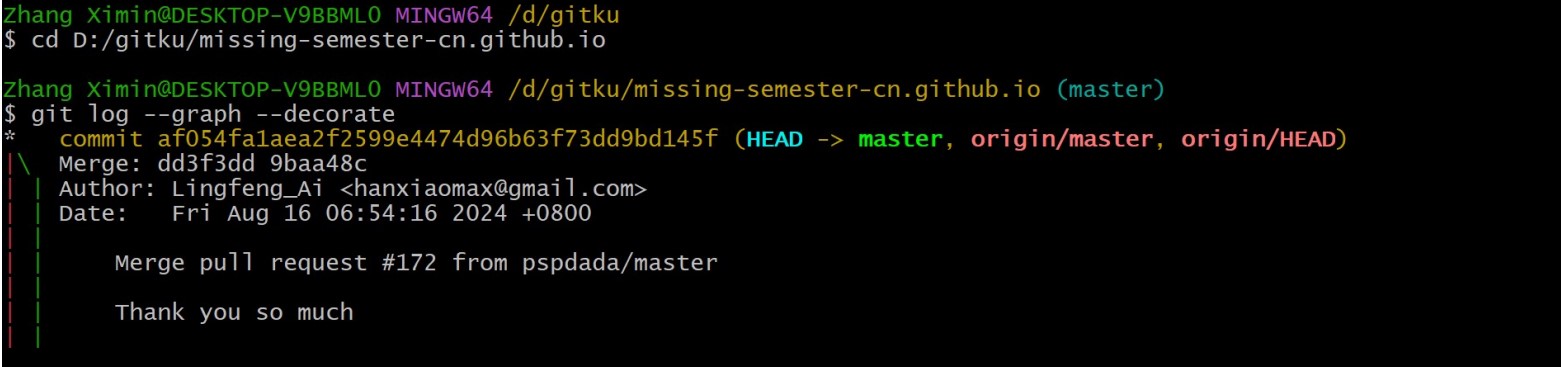 Zhang Ximin@DESKTOP-V9BBML0 MINGW64 /d/gitku
$ cd D:/gitku/missing-semester-cn.github.io
Zhang Ximin@DESKTOP-V9BBML0 MINGW64 /d/gitku/missing-semester-cn.github.io (master)
$ git log --graph --decorate
*   commit af054fa1aea2f2599e4474d96b63f73dd9bd145f (HEAD -> master, origin/master, origin/HEAD)
|\  Merge: dd3f3dd 9baa48c
| | Author: Lingfeng_Ai <hanxiaomax@gmail.com>
| | Date:   Fri Aug 16 06:54:16 2024 +0800
| |
| |     Merge pull request #172 from pspdada/master
| |
| |     Thank you so much
| |